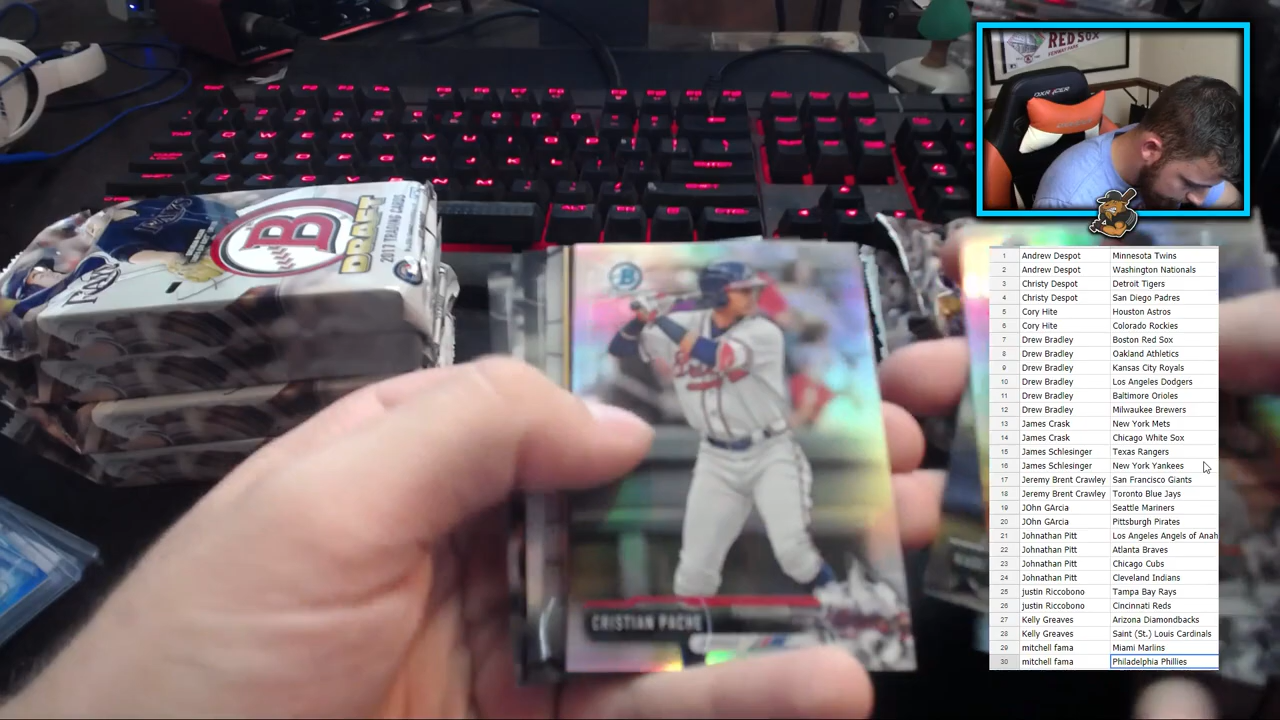 RED SOX
FENWAY PARK
RAYS
B
DRAFT
2017 TRADING CARDS
B
CRISTIAN PACHE
1 Andrew Despot Minnesota Twins
2 Andrew Despot Washington Nationals
3 Christy Despot Detroit Tigers
4 Christy Despot San Diego Padres
5 Cory Hite Houston Astros
6 Cory Hite Colorado Rockies
7 Drew Bradley Boston Red Sox
8 Drew Bradley Oakland Athletics
9 Drew Bradley Kansas City Royals
10 Drew Bradley Los Angeles Dodgers
11 Drew Bradley Baltimore Orioles
12 Drew Bradley Milwaukee Brewers
13 James Crask New York Mets
14 James Crask Chicago White Sox
15 James Schlesinger Texas Rangers
16 James Schlesinger New York Yankees
17 Jeremy Brent Crawley San Francisco Giants
18 Jeremy Brent Crawley Toronto Blue Jays
19 JOhn GArcia Seattle Mariners
20 JOhn GArcia Pittsburgh Pirates
21 Johnathan Pitt Los Angeles Angels of Anah
22 Johnathan Pitt Atlanta Braves
23 Johnathan Pitt Chicago Cubs
24 Johnathan Pitt Cleveland Indians
25 justin Riccobono Tampa Bay Rays
26 justin Riccobono Cincinnati Reds
27 Kelly Greaves Arizona Diamondbacks
28 Kelly Greaves Saint (St.) Louis Cardinals
29 mitchell fama Miami Marlins
30 mitchell fama Philadelphia Phillies